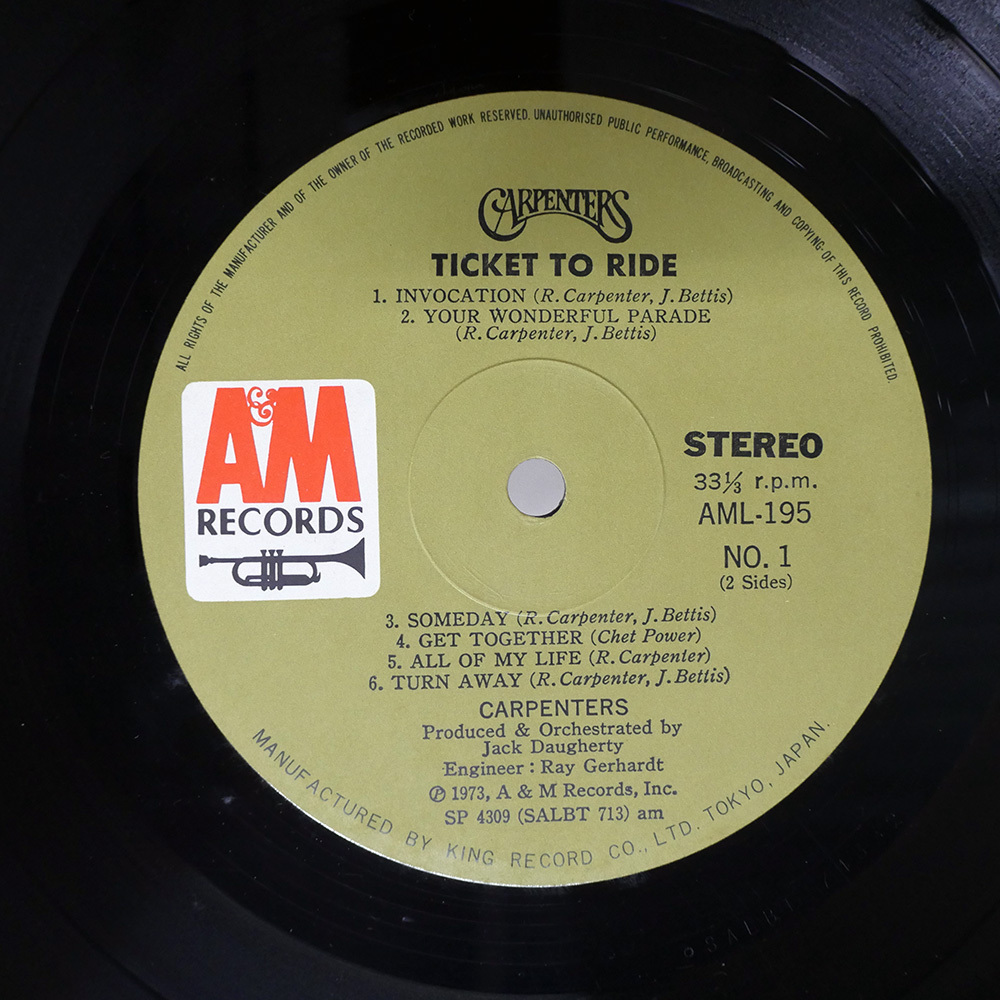 ALL RIGHTS OF THE MANUFACTURER AND OF THE OWNER OF THE RECORDED WORK RESERVED. UNAUTHORISED PUBLIC PERFORMANCE, BROADCASTING AND COPYING OF THIS RECORD PROHIBITED.
CARPENTERS
TICKET TO RIDE
1. INVOCATION (R. Carpenter, J. Bettis)
2. YOUR WONDERFUL PARADE
(R. Carpenter, J. Bettis)
A&M
RECORDS
STEREO
33⅓ r.p.m.
AML-195
NO. 1
(2 Sides)
3. SOMEDAY (R. Carpenter, J. Bettis)
4. GET TOGETHER (Chet Power)
5. ALL OF MY LIFE (R. Carpenter)
6. TURN AWAY (R. Carpenter, J. Bettis)
CARPENTERS
Produced & Orchestrated by
Jack Daugherty
Engineer : Ray Gerhardt
℗ 1973, A & M Records, Inc.
SP 4309 (SALBT 713) am
MANUFACTURED BY KING RECORD CO., LTD. TOKYO, JAPAN.